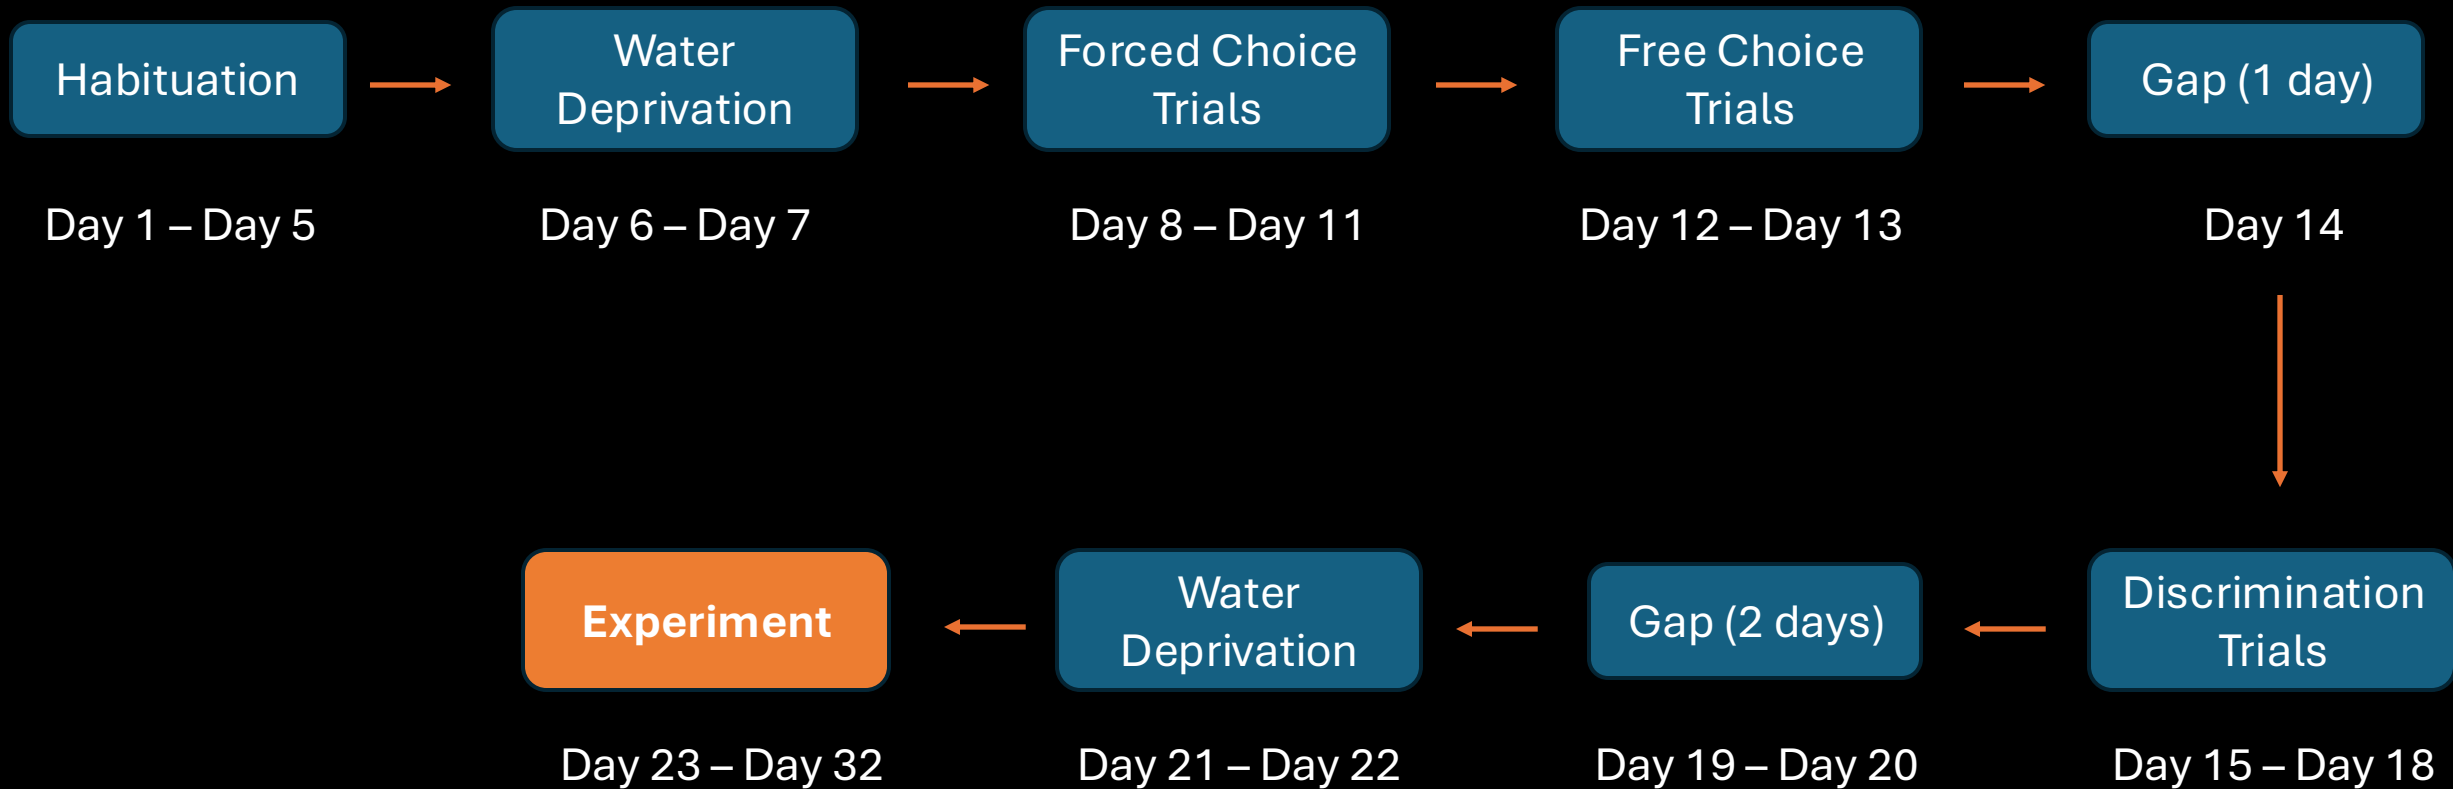 Habituation
Water
Deprivation
Forced Choice
Trials
Free Choice
Trials
Gap (1 day)
Day 1 – Day 5
Day 6 – Day 7
Day 8 – Day 11
Day 12 – Day 13
Day 14
Discrimination
Trials
Gap (2 days)
Water
Deprivation
Experiment
Day 15 – Day 18
Day 19 – Day 20
Day 21 – Day 22
Day 23 – Day 32